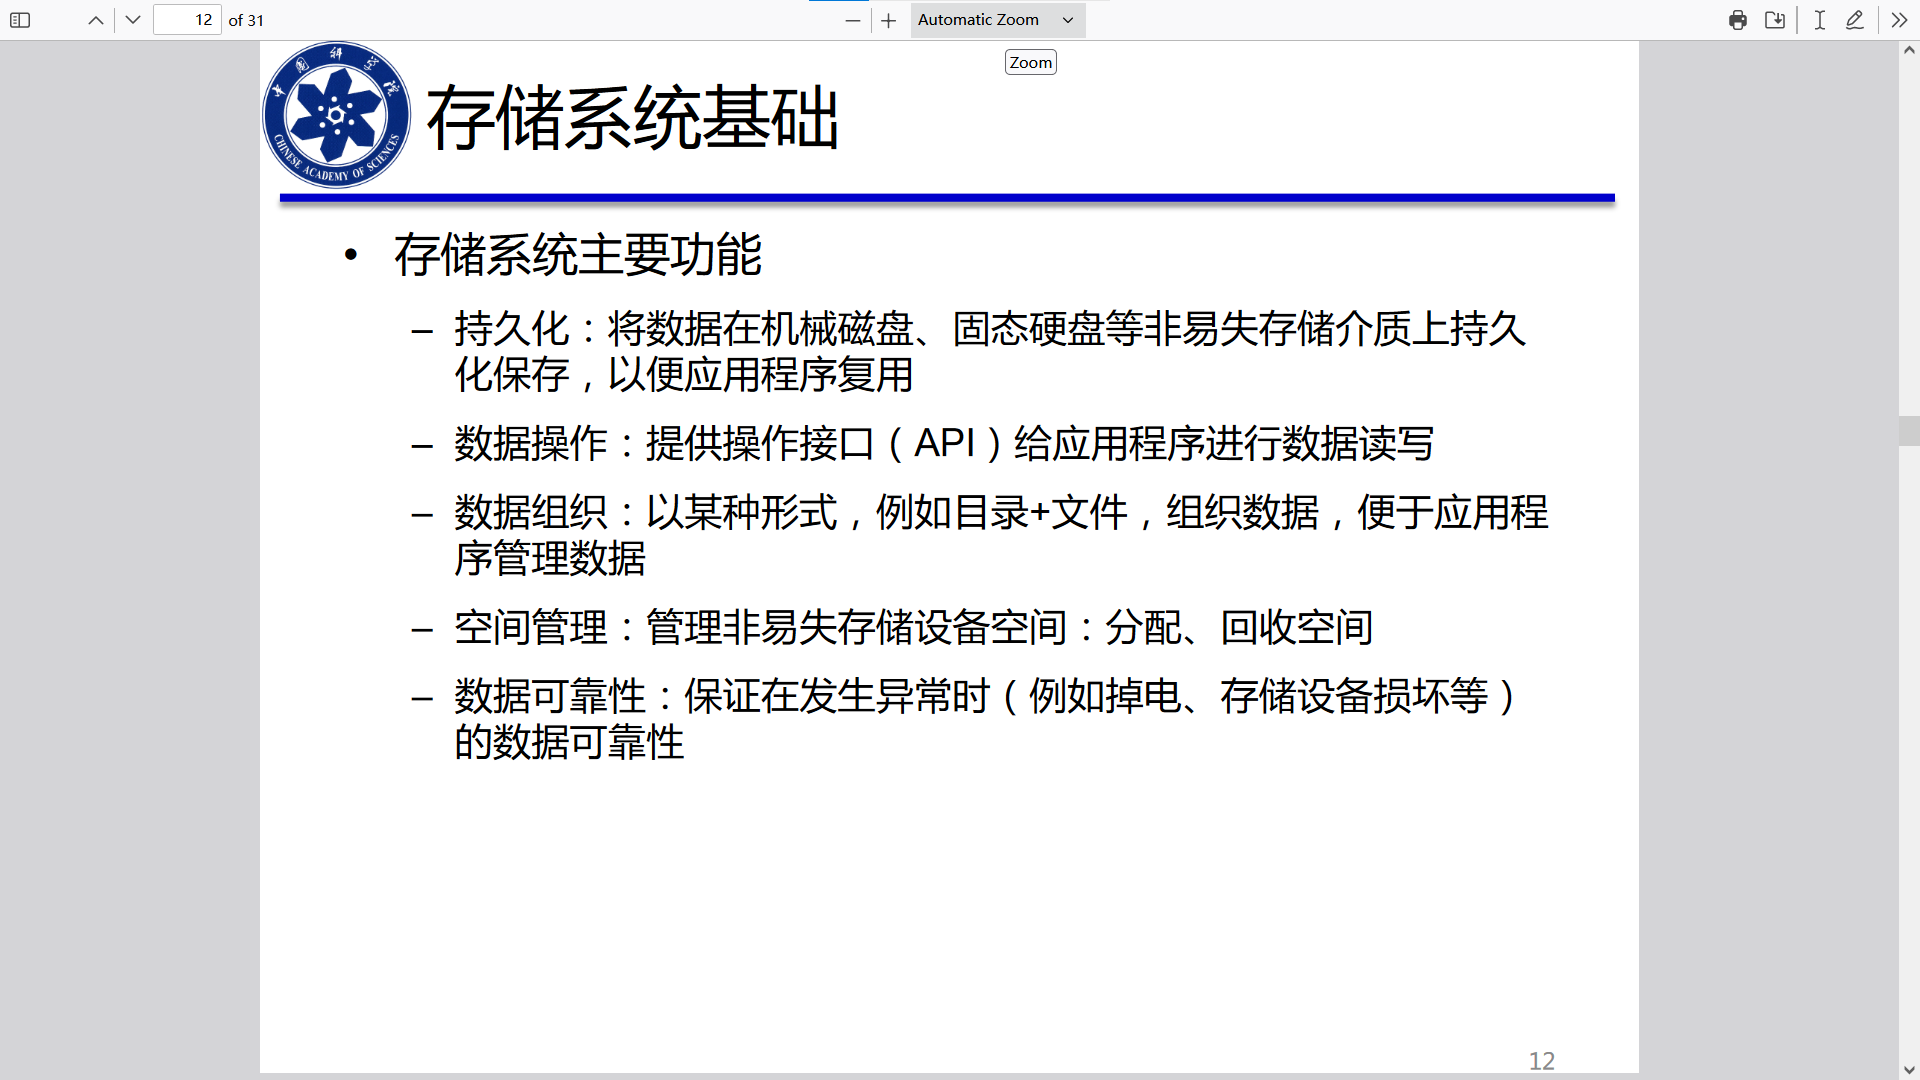 12 of 31
Automatic Zoom
Zoom
中国科学院
CHINESE ACADEMY OF SCIENCES
存储系统基础
• 存储系统主要功能
– 持久化：将数据在机械磁盘、固态硬盘等非易失存储介质上持久
化保存，以便应用程序复用
– 数据操作：提供操作接口（API）给应用程序进行数据读写
– 数据组织：以某种形式，例如目录+文件，组织数据，便于应用程
序管理数据
– 空间管理：管理非易失存储设备空间：分配、回收空间
– 数据可靠性：保证在发生异常时（例如掉电、存储设备损坏等）
的数据可靠性
12